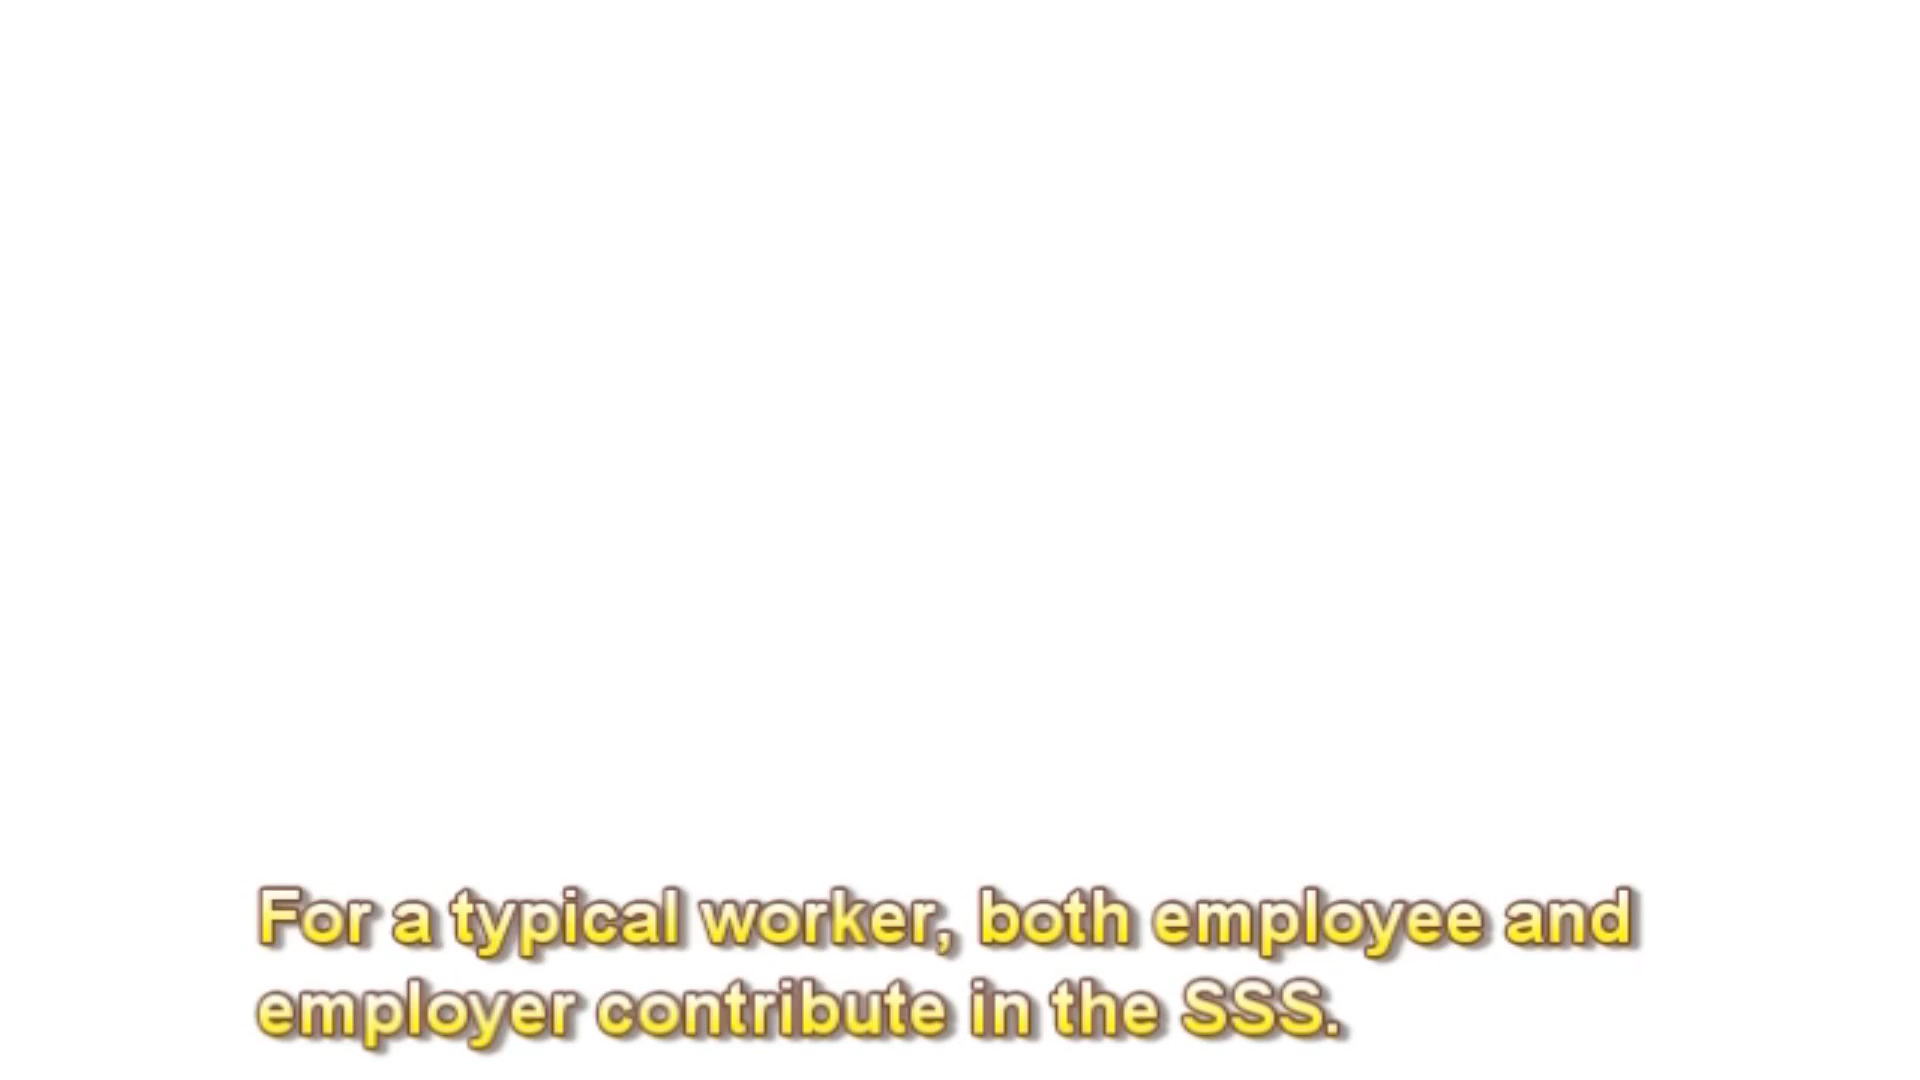 For a typical worker, both employee and
employer contribute in the SSS.